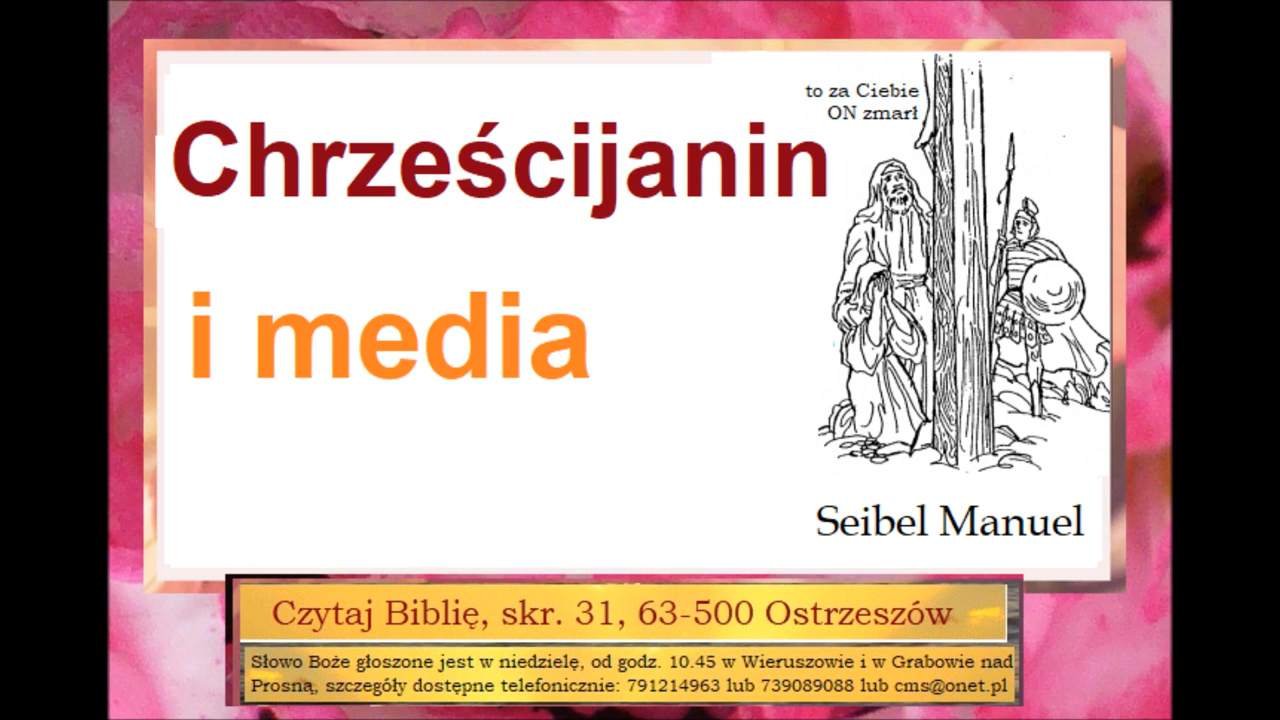 to za Ciebie
ON zmarł
Chrześcijanin
i media
Seibel Manuel
Czytaj Biblię, skr. 31, 63-500 Ostrzeszów
Słowo Boże głoszone jest w niedzielę, od godz. 10.45 w Wieruszowie i w Grabowie nad
Prosną, szczegóły dostępne telefonicznie: 791214963 lub 739089088 lub cms@onet.pl